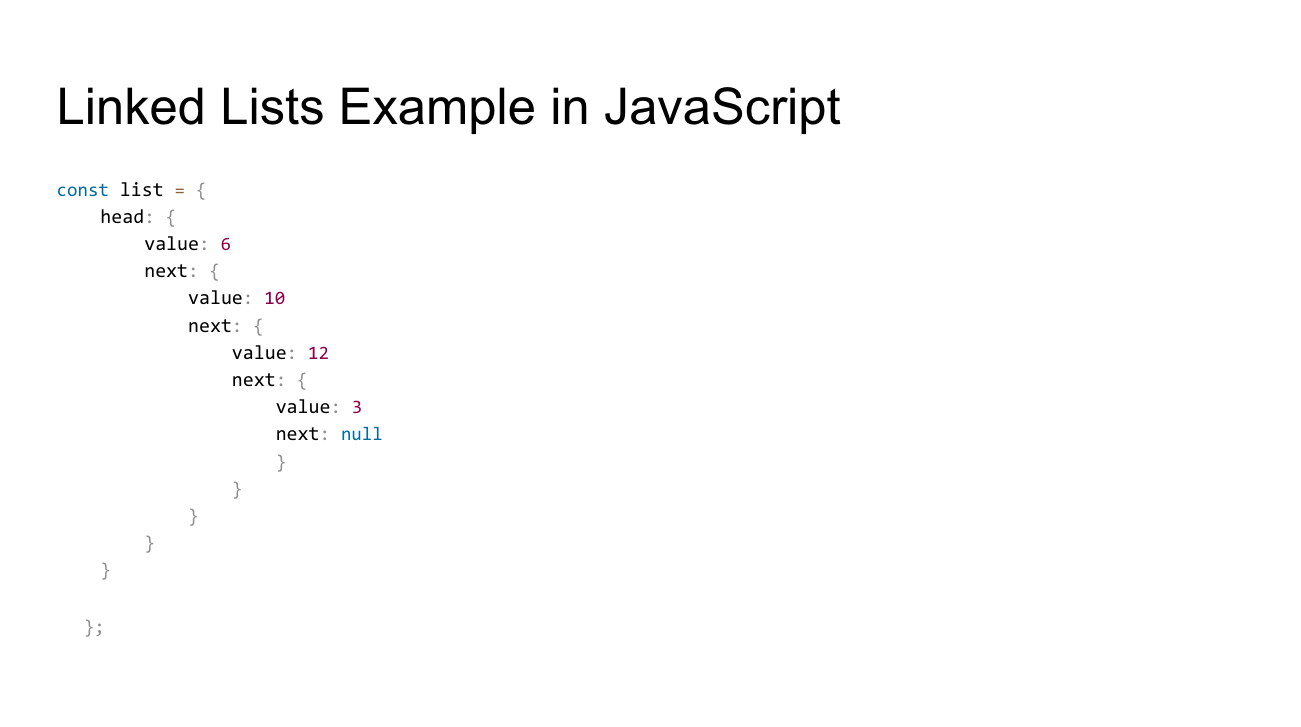 Linked Lists Example in JavaScript
const list = {
head: {
value: 6
next: {
value: 10
next: {
value: 12
next: {
value: 3
next: null
}
}
}
}
}
};